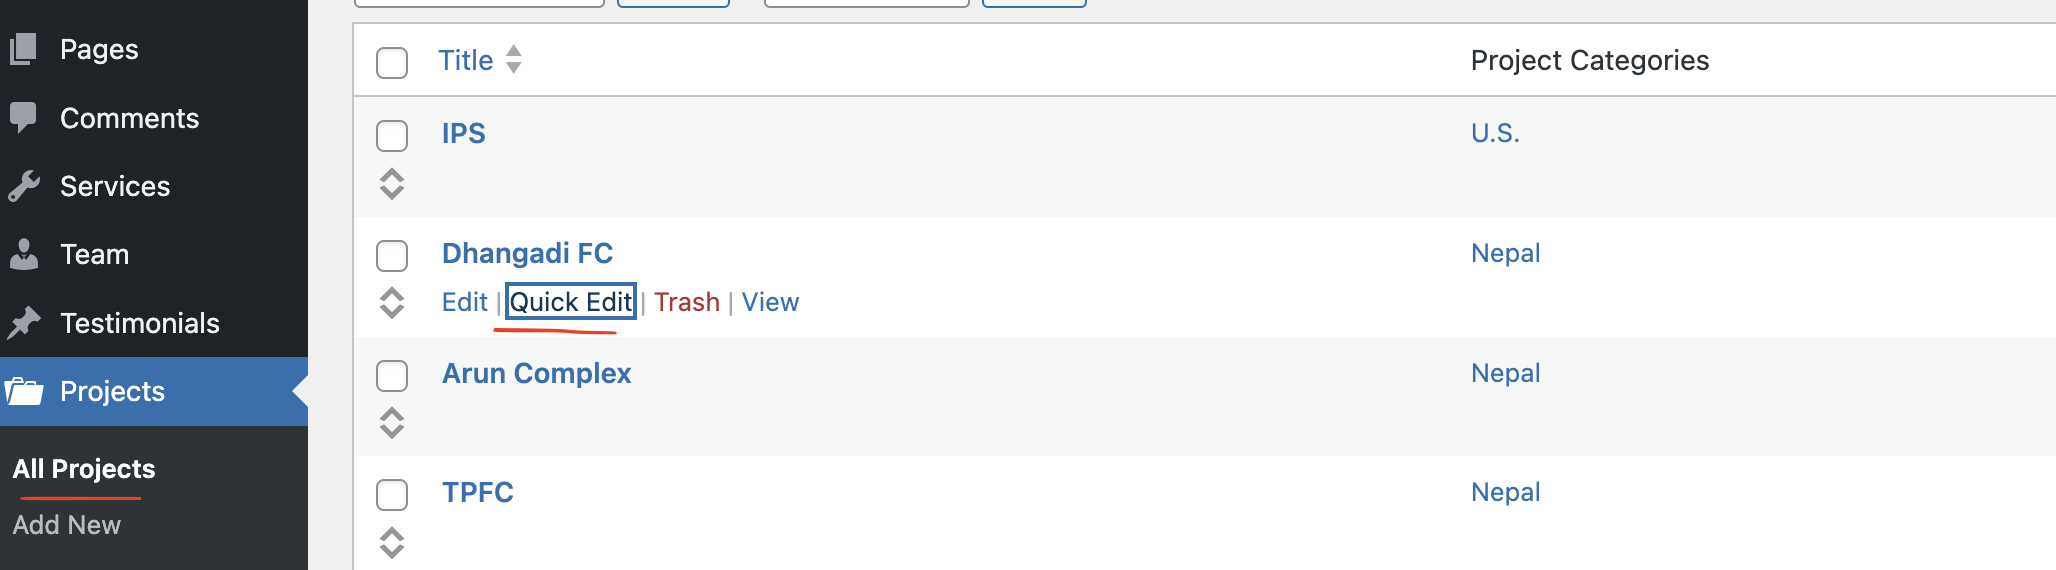 Pages
Comments
Services
Team
Testimonials
Projects
All Projects
Add New
Title Project Categories
IPS U.S.
Dhangadi FC Nepal
Edit | Quick Edit | Trash | View
Arun Complex Nepal
TPFC Nepal